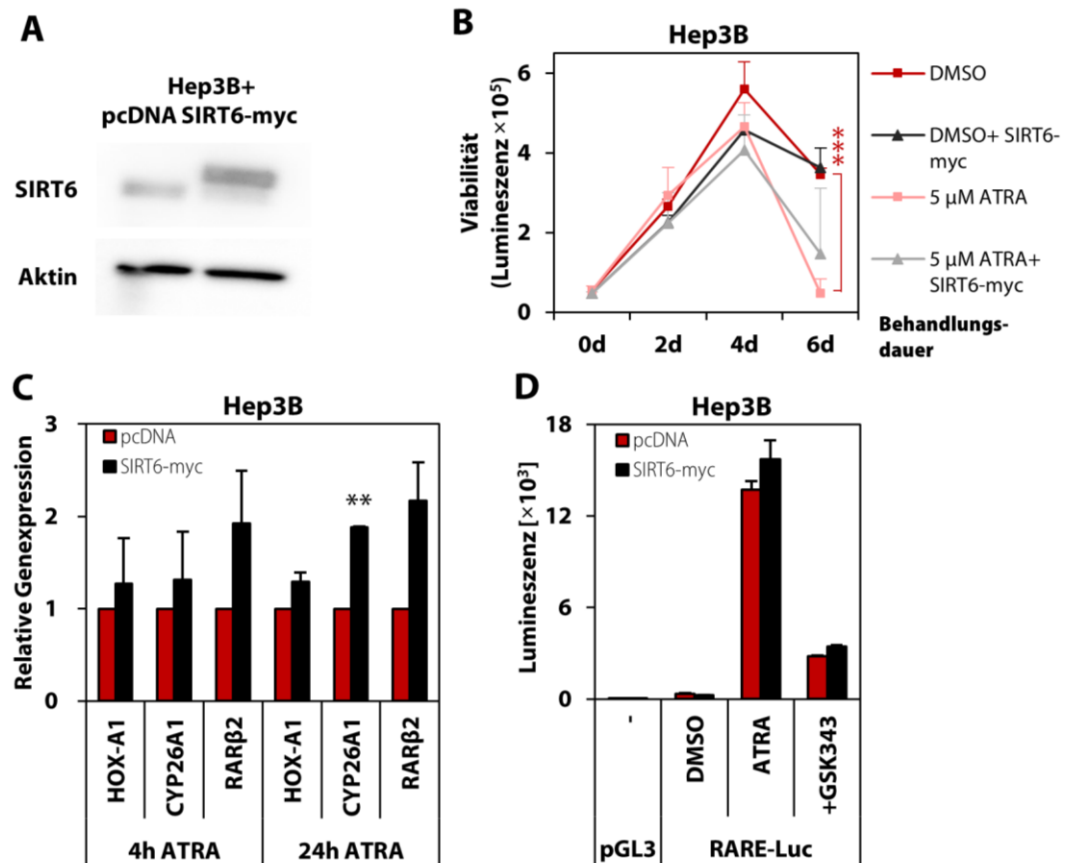 A
Hep3B+
pcDNA SIRT6-myc
SIRT6
Aktin
B
Hep3B
Viabilität
(Lumineszenz ×10⁵)
6
4
2
0
0d 2d 4d 6d
***
DMSO
DMSO+ SIRT6-
myc
5 µM ATRA
5 µM ATRA+
SIRT6-myc
Behandlungs-
dauer
C
Hep3B
Relative Genexpression
3
2
1
0
pcDNA
SIRT6-myc
**
HOX-A1
CYP26A1
RARβ2
HOX-A1
CYP26A1
RARβ2
4h ATRA 24h ATRA
D
Hep3B
Lumineszenz [×10³]
18
12
6
0
pcDNA
SIRT6-myc
-
DMSO
ATRA
+GSK343
pGL3 RARE-Luc